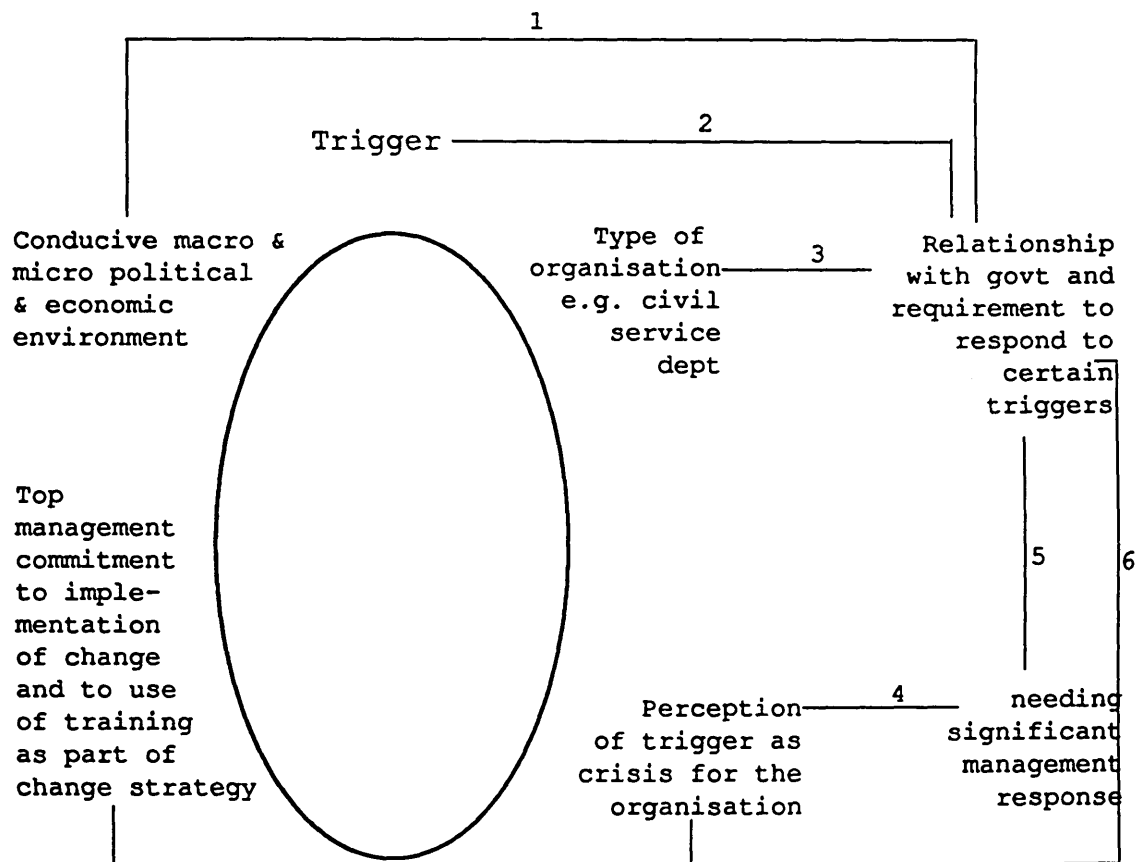 1
Trigger
2
Conducive macro &
micro political
& economic
environment
Type of
organisation
e.g. civil
service
dept
3
Relationship
with govt and
requirement to
respond to
certain
triggers
Top
management
commitment
to imple-
mentation
of change
and to use
of training
as part of
change strategy
5
6
Perception
of trigger as
crisis for the
organisation
4
needing
significant
management
response